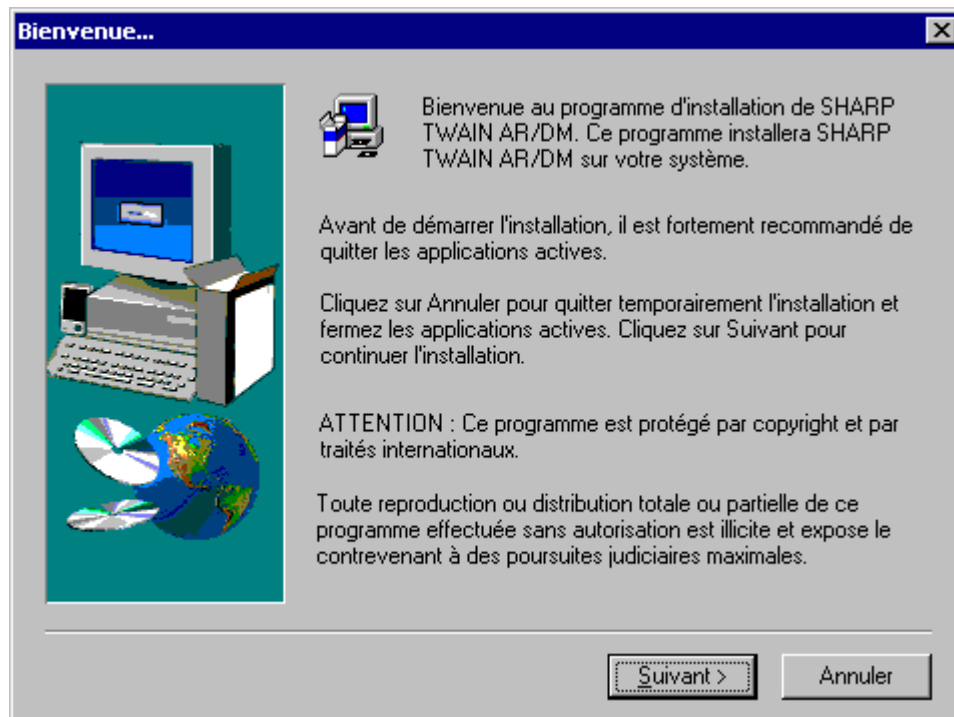 Bienvenue...
Bienvenue au programme d'installation de SHARP
TWAIN AR/DM. Ce programme installera SHARP
TWAIN AR/DM sur votre système.
Avant de démarrer l'installation, il est fortement recommandé de
quitter les applications actives.
Cliquez sur Annuler pour quitter temporairement l'installation et
fermez les applications actives. Cliquez sur Suivant pour
continuer l'installation.
ATTENTION : Ce programme est protégé par copyright et par
traités internationaux.
Toute reproduction ou distribution totale ou partielle de ce
programme effectuée sans autorisation est illicite et expose le
contrevenant à des poursuites judiciaires maximales.
Suivant >
Annuler